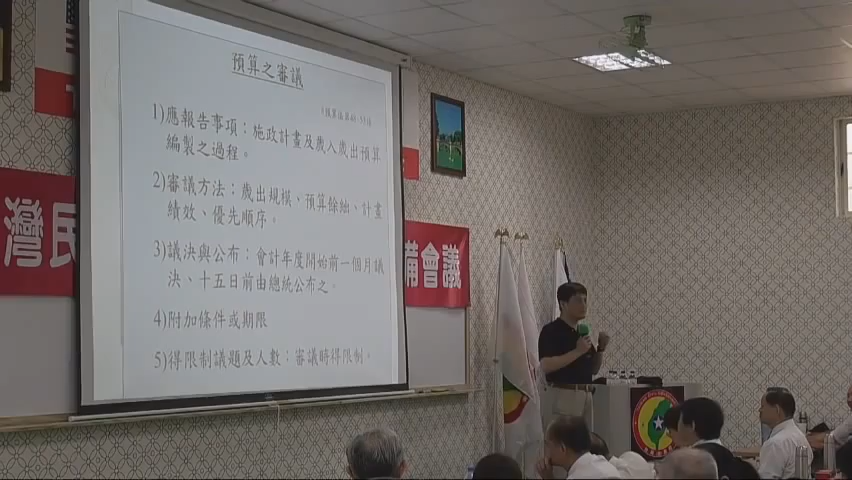 預算之審議
1)應報告事項：施政計畫及歲入歲出預算
編製之過程。
2)審議方法：歲出規模、預算餘絀、計畫
績效、優先順序。
3)議決與公布：會計年度開始前一個月議
決、十五日前由總統公布之。
4)附加條件或期限
5)得限制議題及人數：審議時得限制。
灣民
備會議